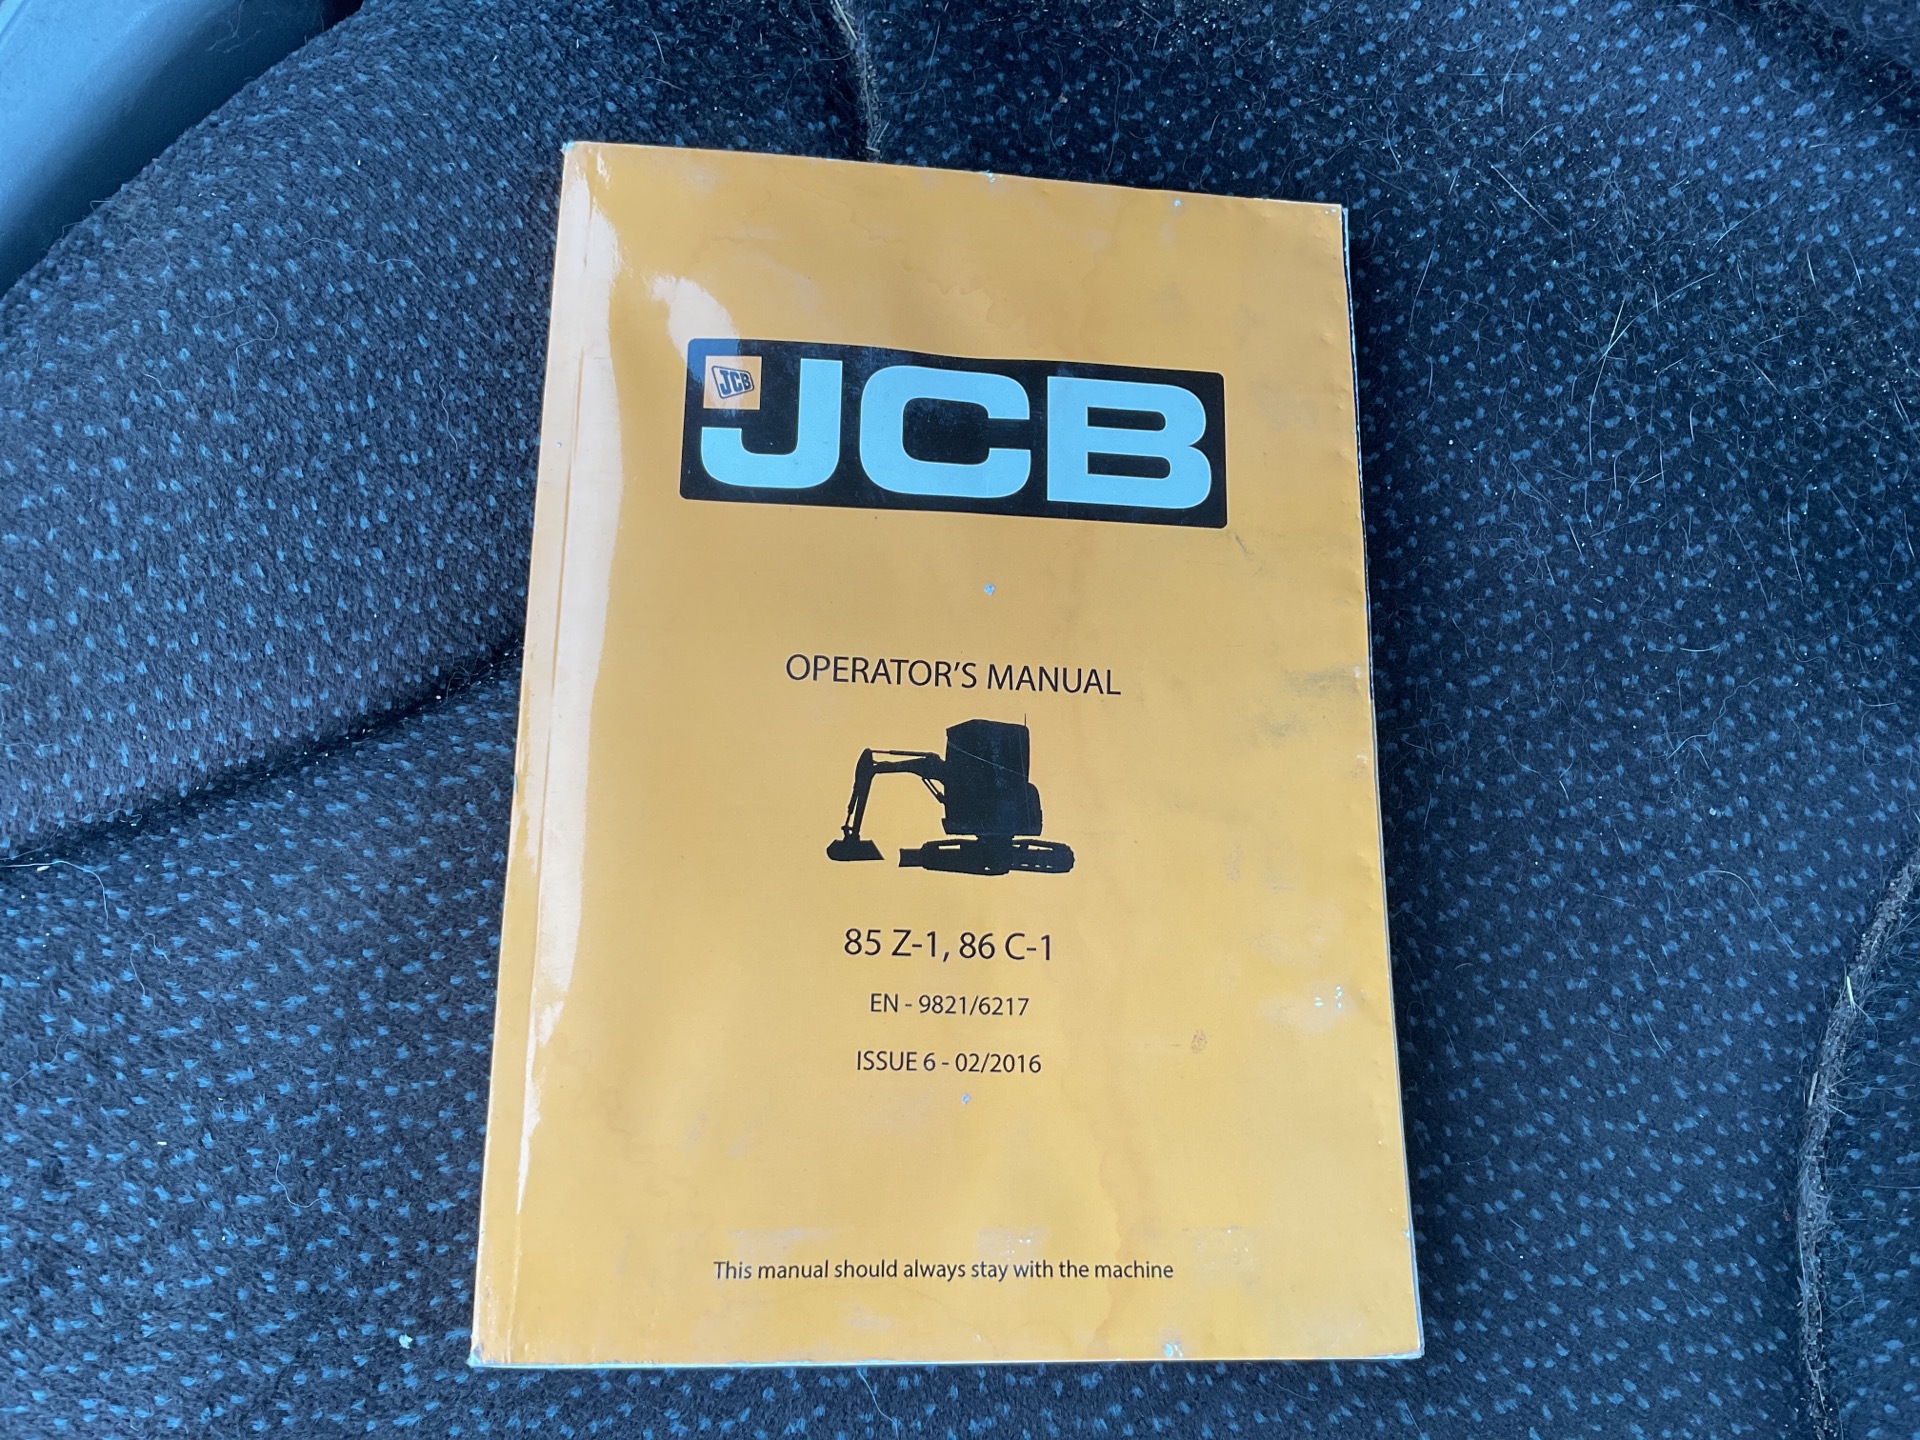 JCB
JCB
OPERATOR'S MANUAL
85 Z-1, 86 C-1
EN - 9821/6217
ISSUE 6 - 02/2016
This manual should always stay with the machine